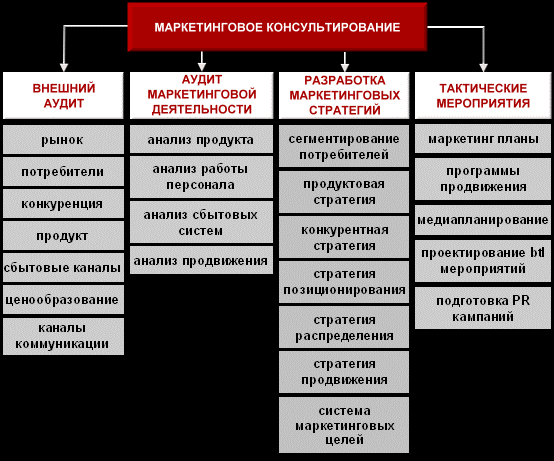 МАРКЕТИНГОВОЕ КОНСУЛЬТИРОВАНИЕ
ВНЕШНИЙ
АУДИТ
рынок
потребители
конкуренция
продукт
сбытовые каналы
ценообразование
каналы
коммуникации
АУДИТ
МАРКЕТИНГОВОЙ
ДЕЯТЕЛЬНОСТИ
анализ продукта
анализ работы
персонала
анализ сбытовых
систем
анализ продвижения
РАЗРАБОТКА
МАРКЕТИНГОВЫХ
СТРАТЕГИЙ
сегментирование
потребителей
продуктовая
стратегия
конкурентная
стратегия
стратегия
позиционирования
стратегия
распределения
стратегия
продвижения
система
маркетинговых
целей
ТАКТИЧЕСКИЕ
МЕРОПРИЯТИЯ
маркетинг планы
программы
продвижения
медиапланирование
проектирование btl
мероприятий
подготовка PR
кампаний